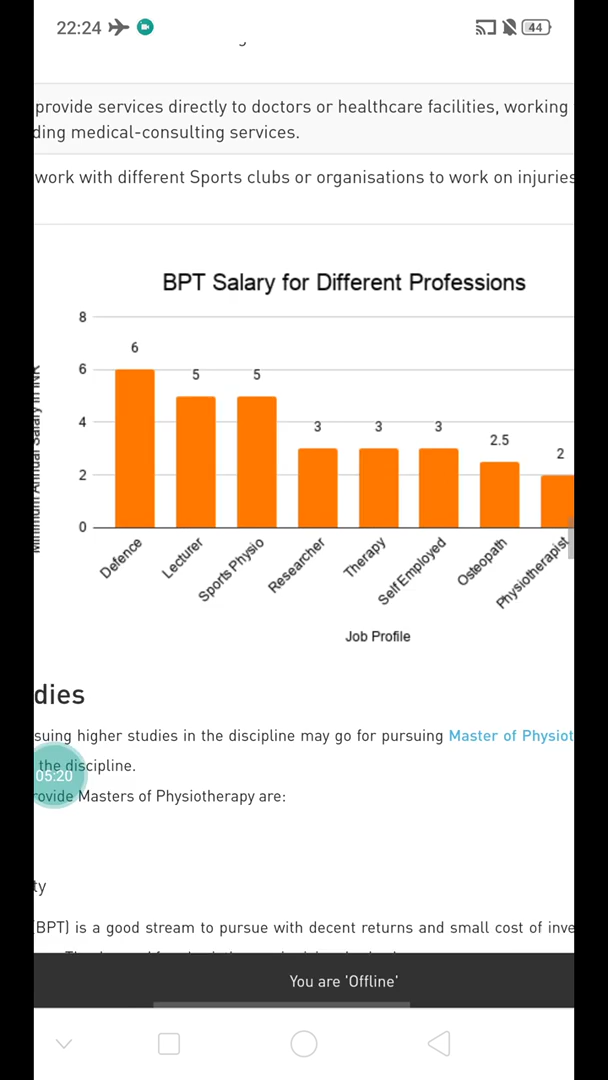 22:24 44
provide services directly to doctors or healthcare facilities, working
ding medical-consulting services.
work with different Sports clubs or organisations to work on injuries
BPT Salary for Different Professions
Minimum Annual Salary in INR
8
6
4
2
0
6
5
5
3
3
3
2.5
2
Defence
Lecturer
Sports Physio
Researcher
Therapy
Self Employed
Osteopath
Physiotherapist
Job Profile
dies
suing higher studies in the discipline may go for pursuing Master of Physiot
the discipline.
05:20
rovide Masters of Physiotherapy are:
ty
(BPT) is a good stream to pursue with decent returns and small cost of inve
You are 'Offline'